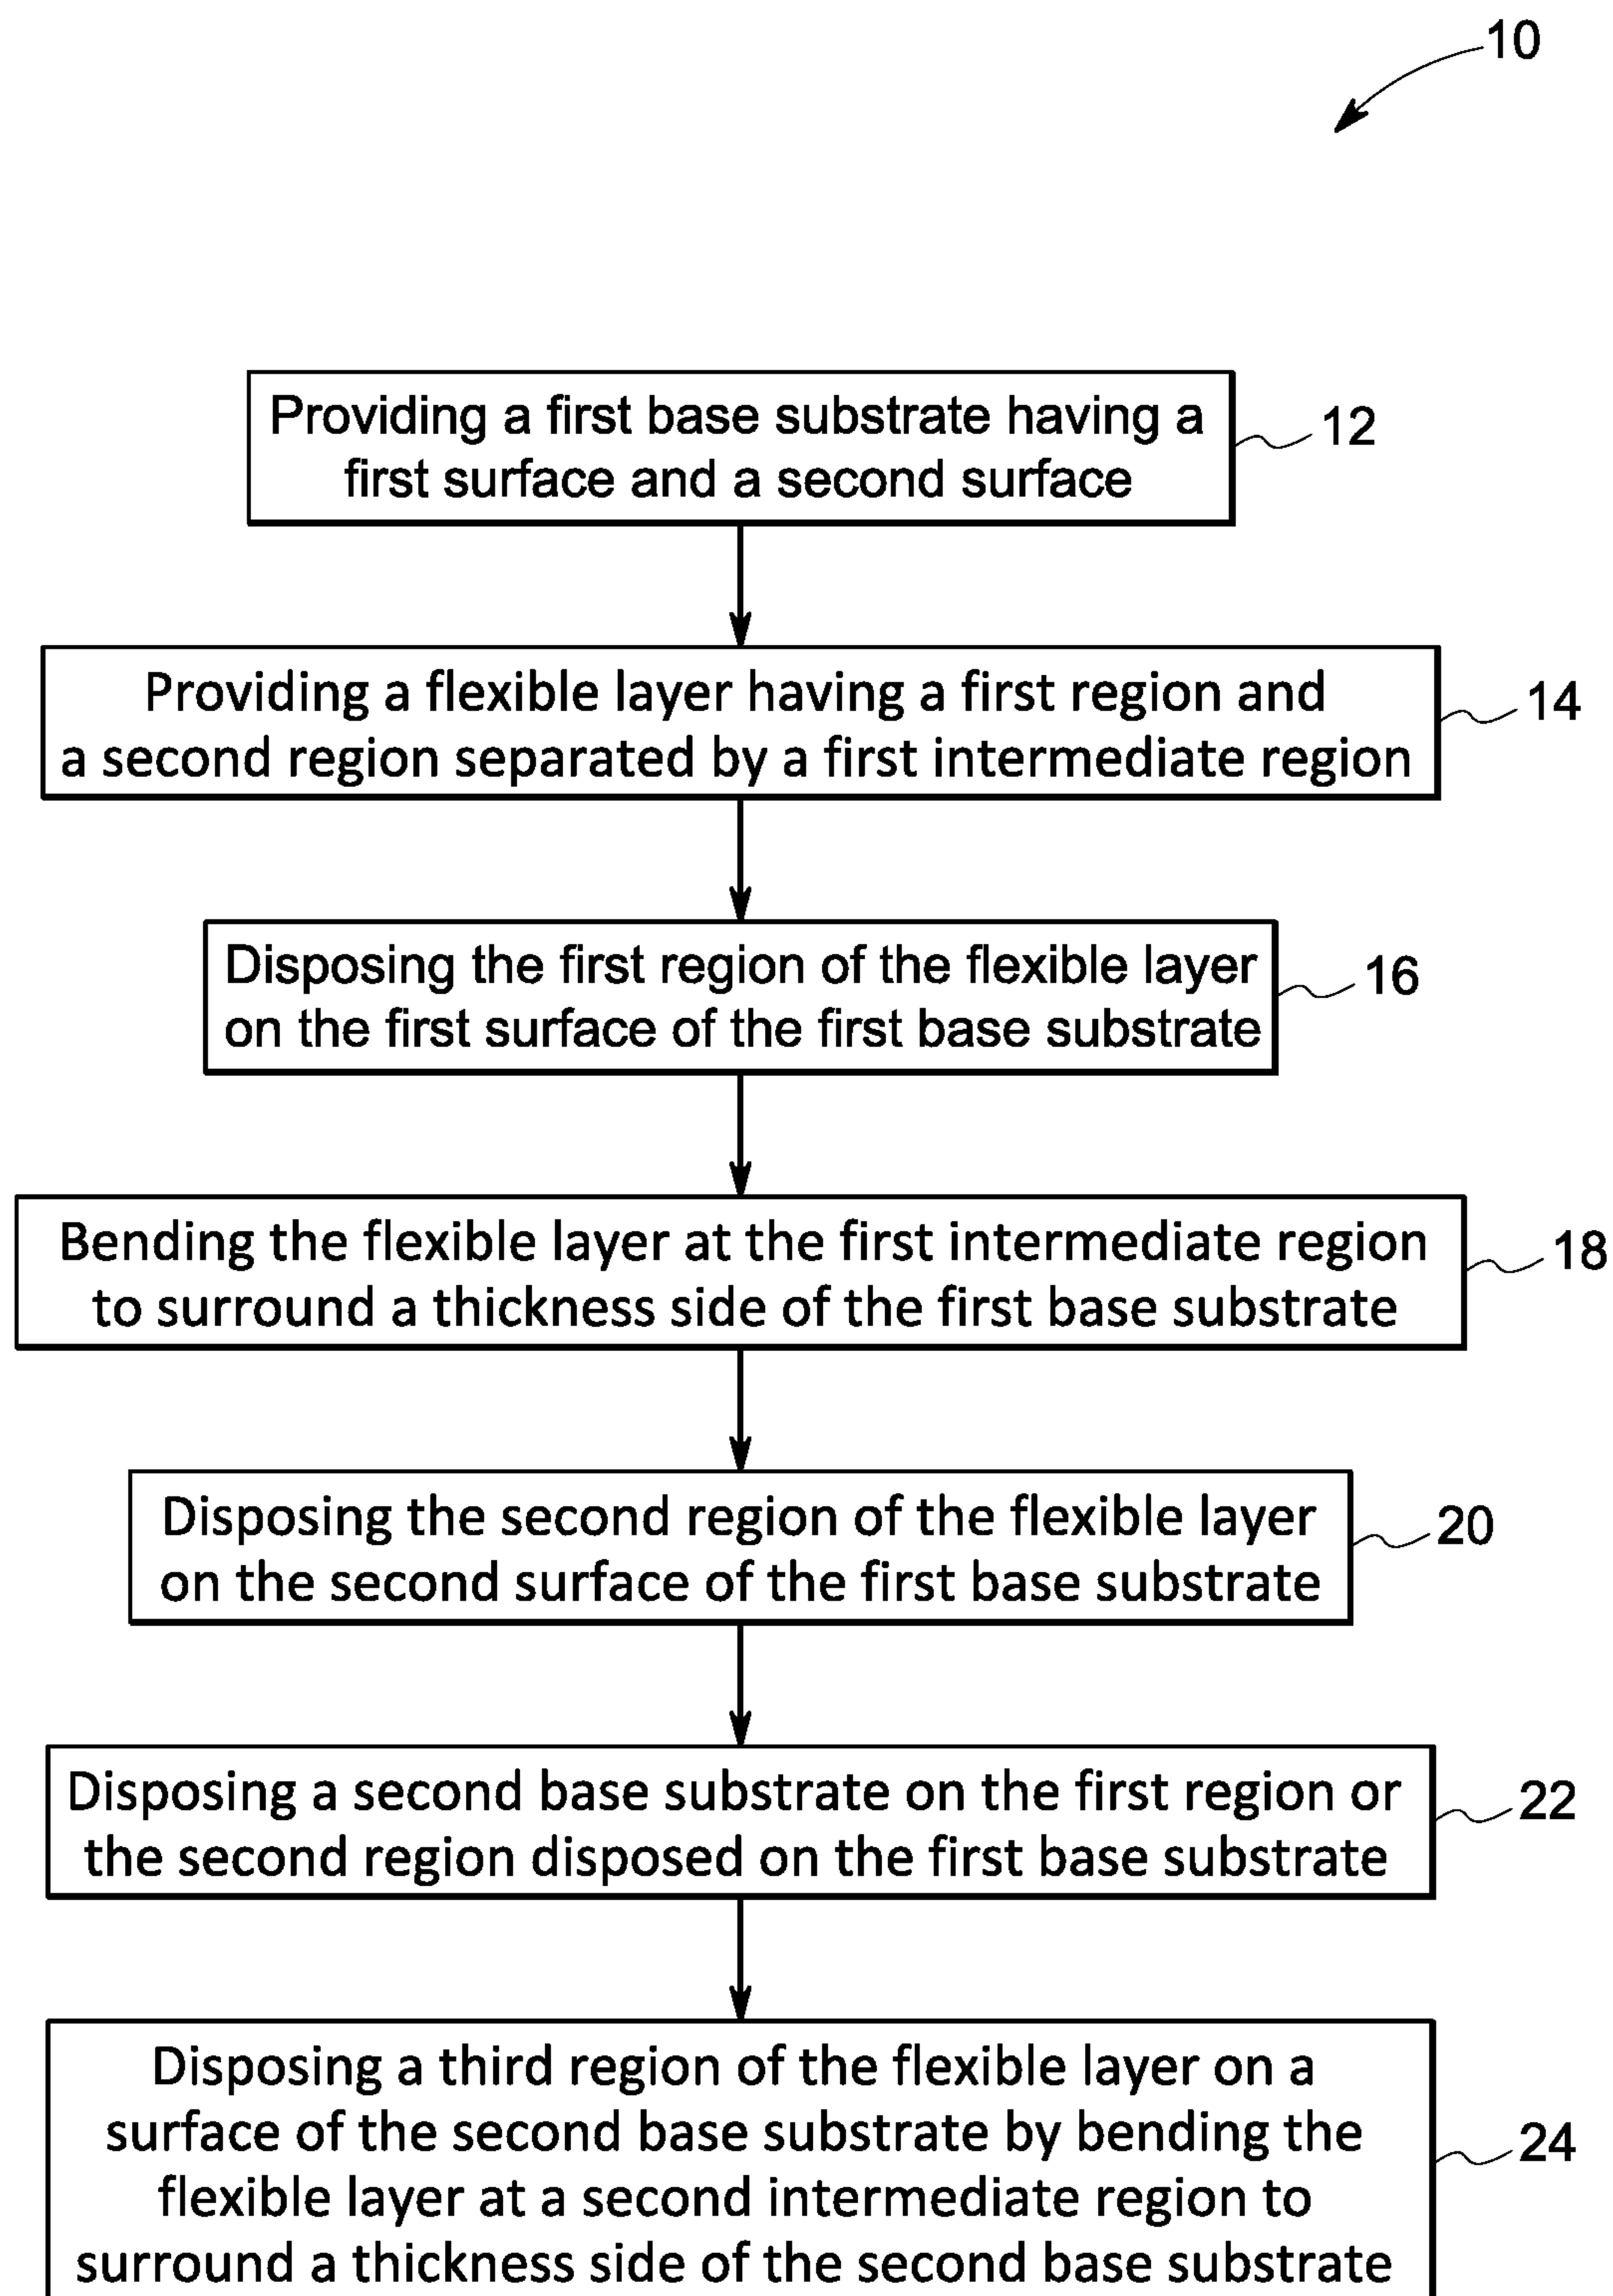 10
Providing a first base substrate having a
first surface and a second surface
12
Providing a flexible layer having a first region and
a second region separated by a first intermediate region
14
Disposing the first region of the flexible layer
on the first surface of the first base substrate
16
Bending the flexible layer at the first intermediate region
to surround a thickness side of the first base substrate
18
Disposing the second region of the flexible layer
on the second surface of the first base substrate
20
Disposing a second base substrate on the first region or
the second region disposed on the first base substrate
22
Disposing a third region of the flexible layer on a
surface of the second base substrate by bending the
flexible layer at a second intermediate region to
surround a thickness side of the second base substrate
24